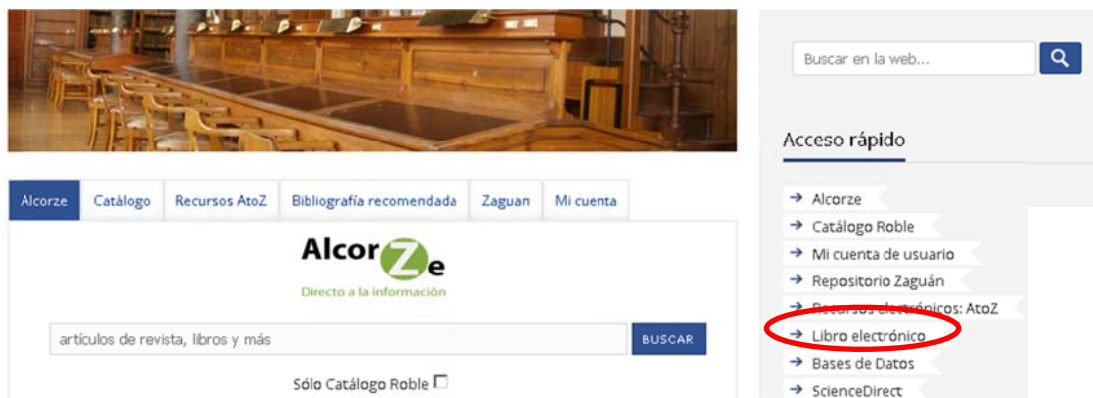 Buscar en la web...
Acceso rápido
Alcorze
Catálogo
Recursos AtoZ
Bibliografía recomendada
Zaguan
Mi cuenta
AlcorZe
Directo a la información
artículos de revista, libros y más
BUSCAR
Sólo Catálogo Roble
Alcorze
Catálogo Roble
Mi cuenta de usuario
Repositorio Zaguán
Recursos electrónicos: AtoZ
Libro electrónico
Bases de Datos
ScienceDirect